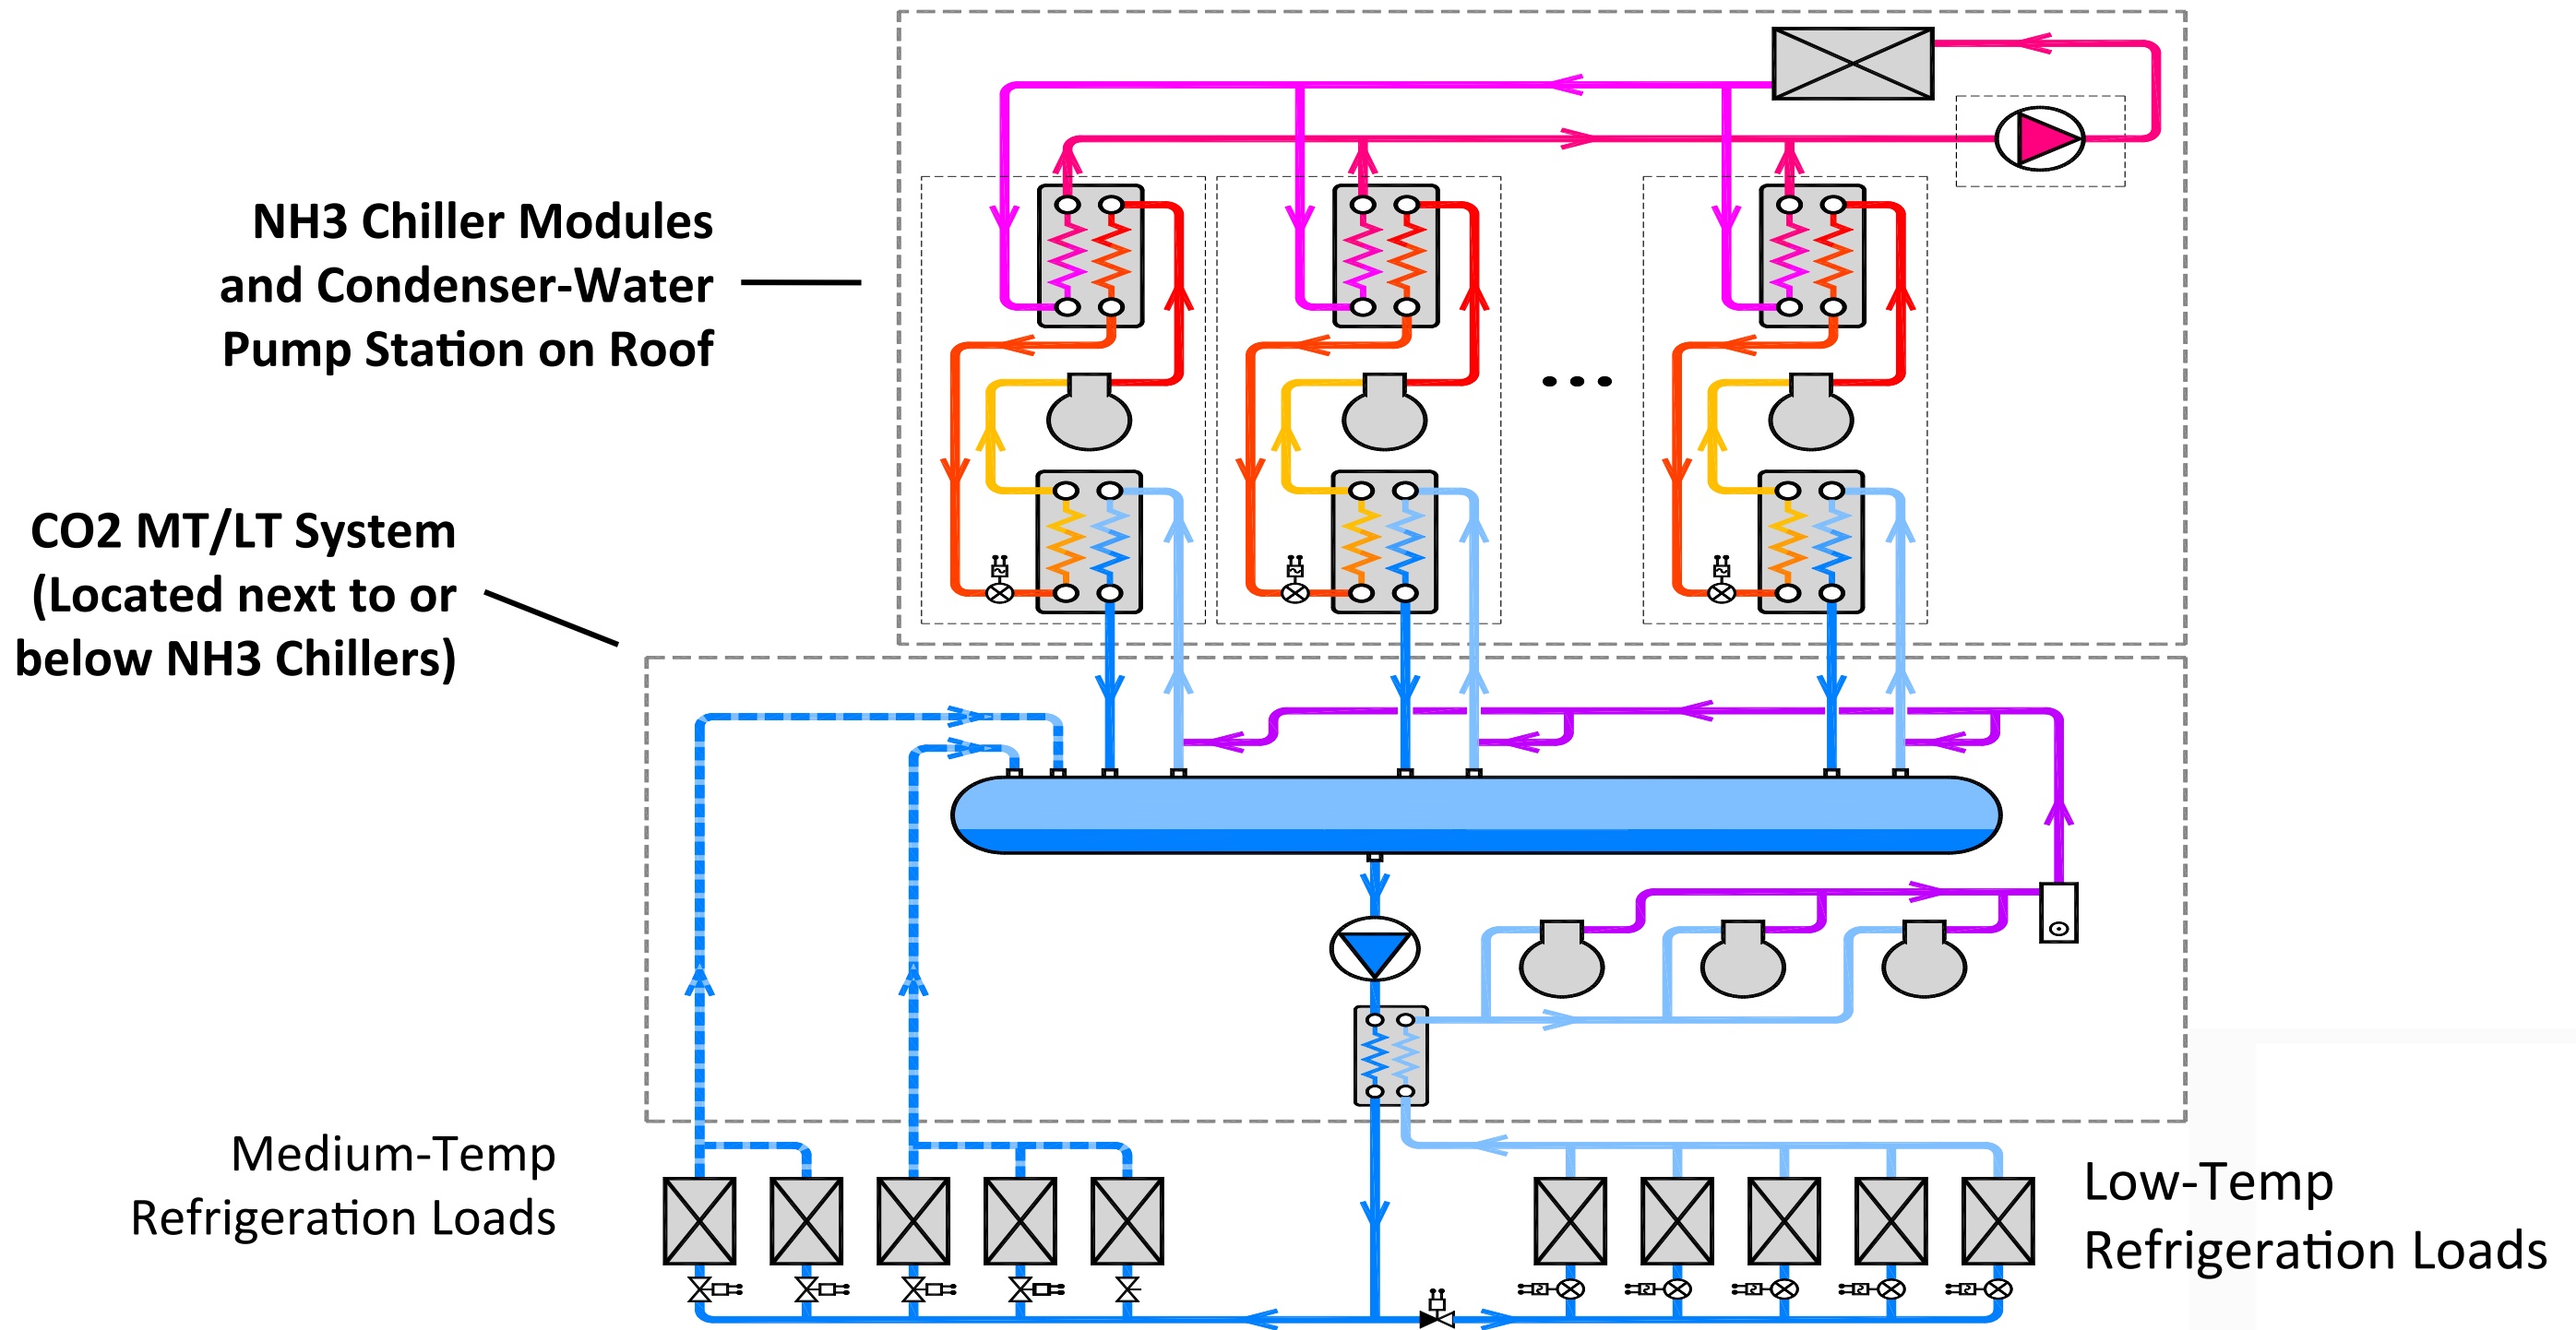 NH3 Chiller Modules
and Condenser-Water
Pump Station on Roof
CO2 MT/LT System
(Located next to or
below NH3 Chillers)
Medium-Temp
Refrigeration Loads
Low-Temp
Refrigeration Loads